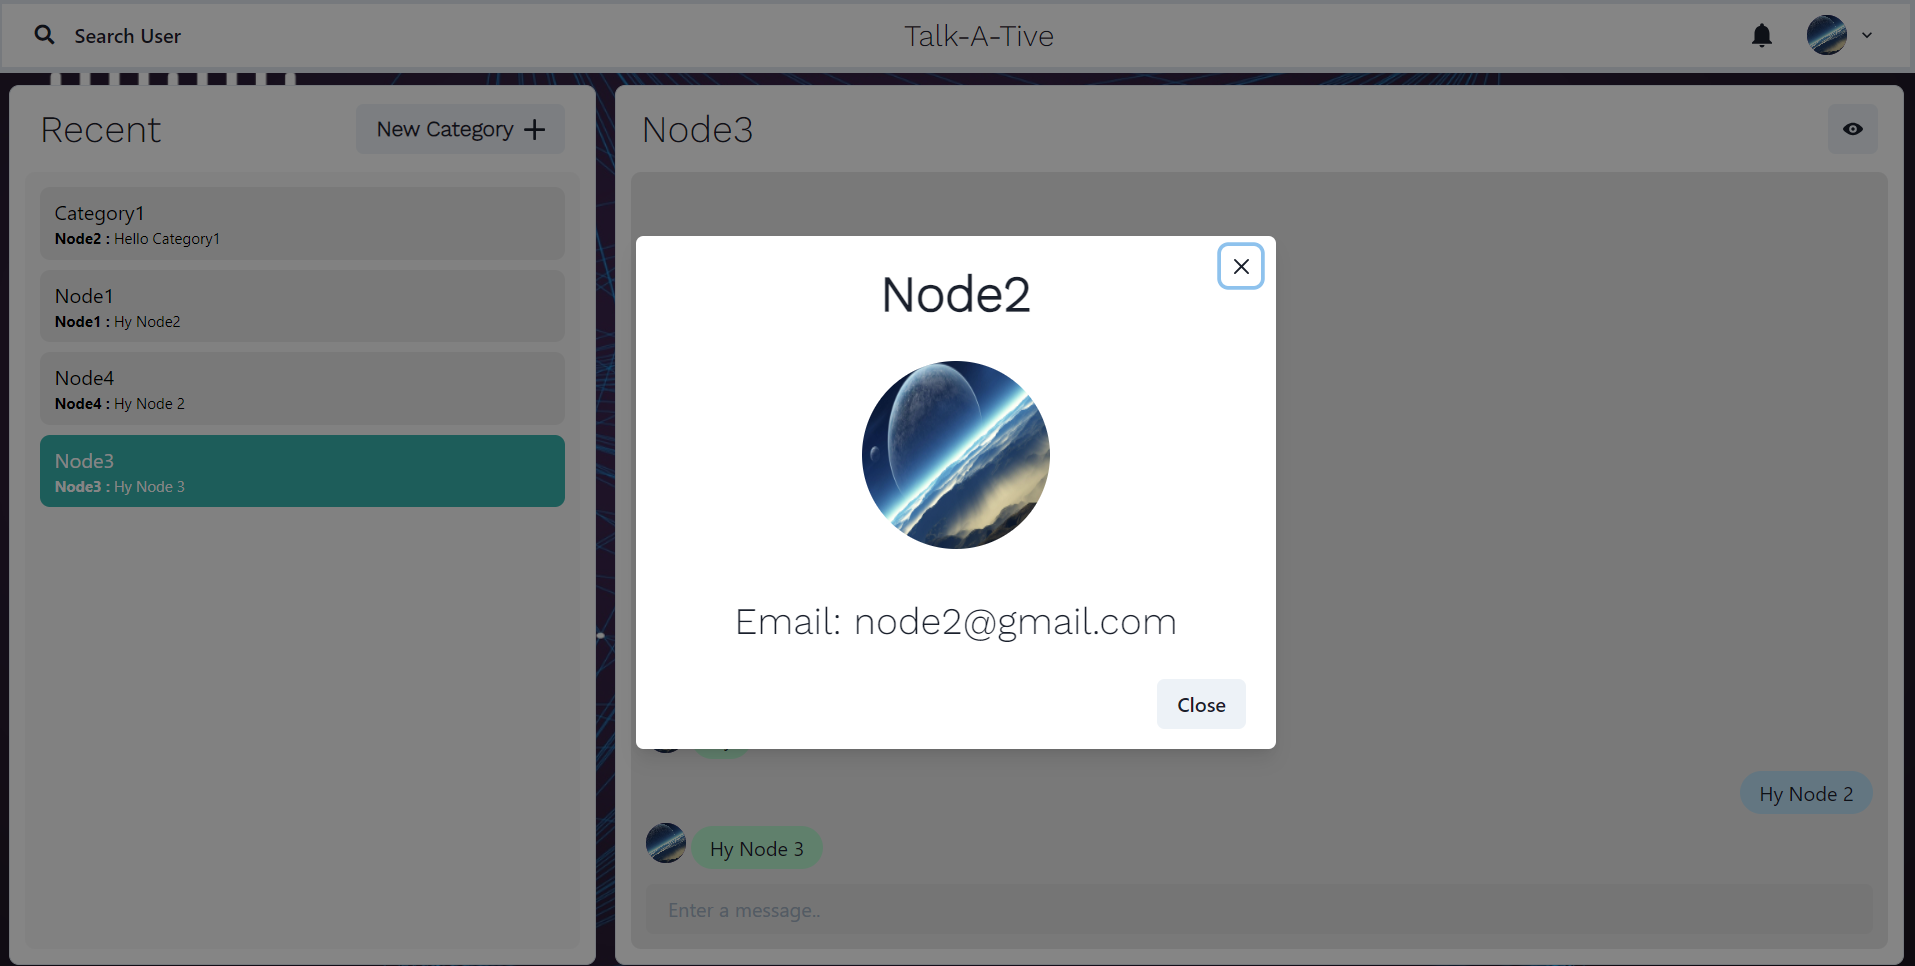 Search User
Talk-A-Tive
Recent
New Category
Category1
Node2 : Hello Category1
Node1
Node1 : Hy Node2
Node4
Node4 : Hy Node 2
Node3
Node3 : Hy Node 3
Node3
Node2
Email: node2@gmail.com
Close
Hy Node 2
Hy Node 3
Enter a message..